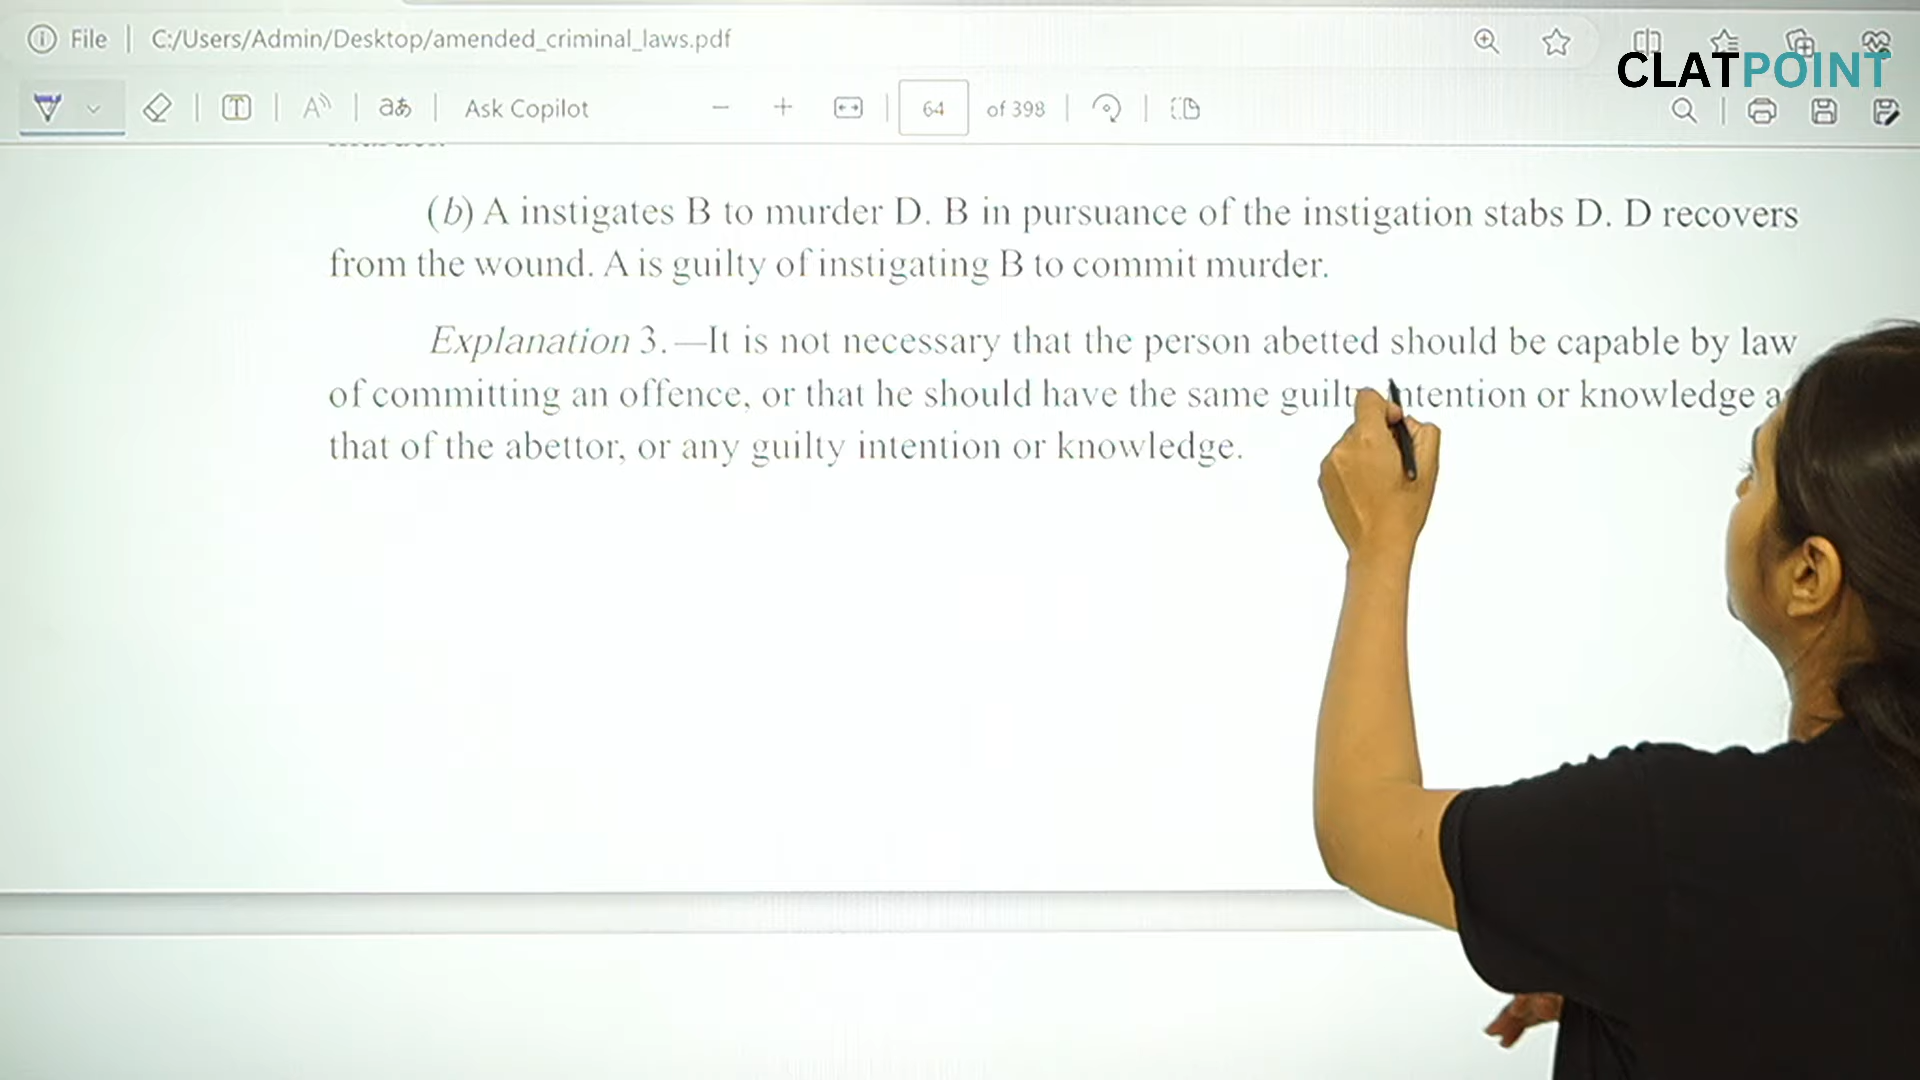 File | C:/Users/Admin/Desktop/amended_criminal_laws.pdf
CLATPOINT
T A aあ Ask Copilot 64 of 398
(b) A instigates B to murder D. B in pursuance of the instigation stabs D. D recovers
from the wound. A is guilty of instigating B to commit murder.
Explanation 3.—It is not necessary that the person abetted should be capable by law
of committing an offence, or that he should have the same guilty intention or knowledge as
that of the abettor, or any guilty intention or knowledge.